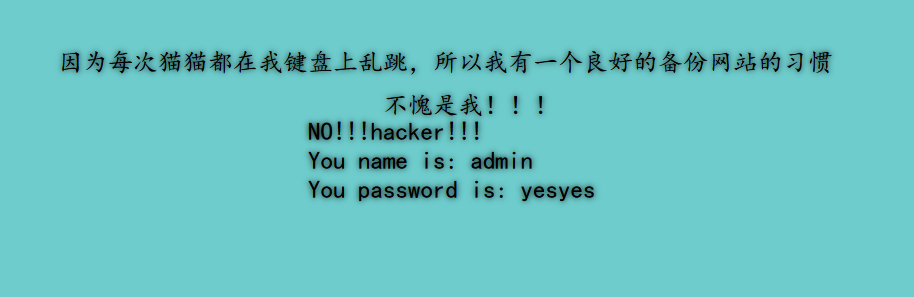 因为每次猫猫都在我键盘上乱跳，所以我有一个良好的备份网站的习惯
不愧是我！！！
NO!!!hacker!!!
You name is: admin
You password is: yesyes